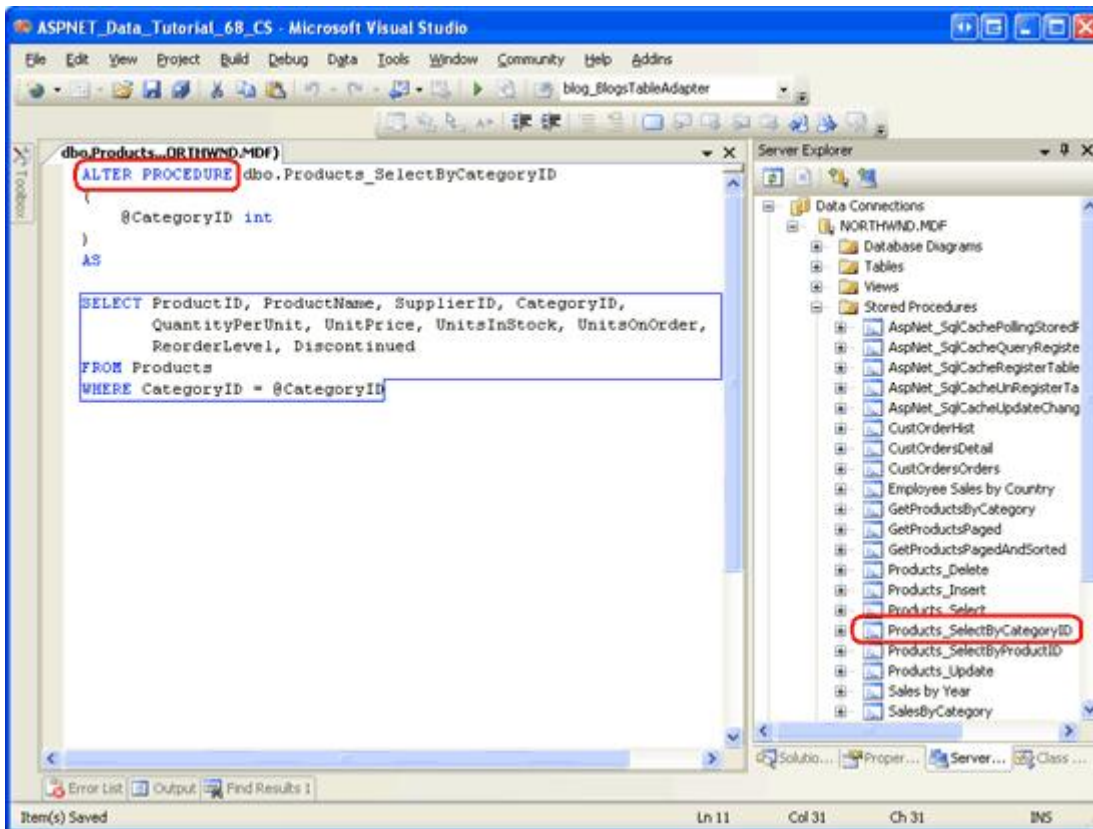 ASPNET_Data_Tutorial_68_CS - Microsoft Visual Studio
File Edit View Project Build Debug Data Tools Window Community Help Addins
blog_BlogsTableAdapter
Toolbox
dbo.Products...ORTHWND.MDF)
ALTER PROCEDURE dbo.Products_SelectByCategoryID
(
@CategoryID int
)
AS
SELECT ProductID, ProductName, SupplierID, CategoryID,
QuantityPerUnit, UnitPrice, UnitsInStock, UnitsOnOrder,
ReorderLevel, Discontinued
FROM Products
WHERE CategoryID = @CategoryID
Server Explorer
Data Connections
NORTHWND.MDF
Database Diagrams
Tables
Views
Stored Procedures
AspNet_SqlCachePollingStoredP
AspNet_SqlCacheQueryRegiste
AspNet_SqlCacheRegisterTable
AspNet_SqlCacheUnRegisterTa
AspNet_SqlCacheUpdateChang
CustOrderHist
CustOrdersDetail
CustOrdersOrders
Employee Sales by Country
GetProductsByCategory
GetProductsPaged
GetProductsPagedAndSorted
Products_Delete
Products_Insert
Products_Select
Products_SelectByCategoryID
Products_SelectByProductID
Products_Update
Sales by Year
SalesByCategory
Solutio... Proper... Server... Class ...
Error List Output Find Results 1
Item(s) Saved Ln 11 Col 31 Ch 31 INS